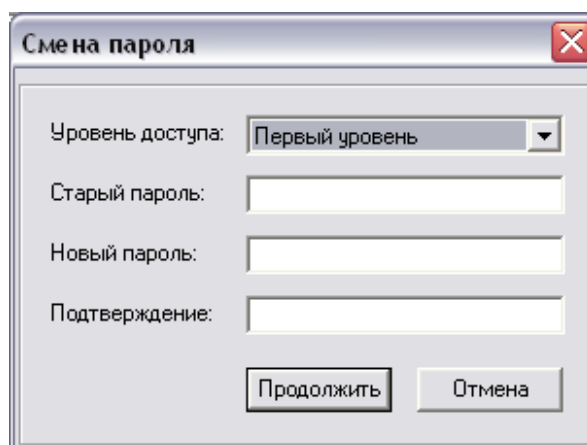 Смена пароля
Уровень доступа: Первый уровень
Старый пароль:
Новый пароль:
Подтверждение:
Продолжить Отмена